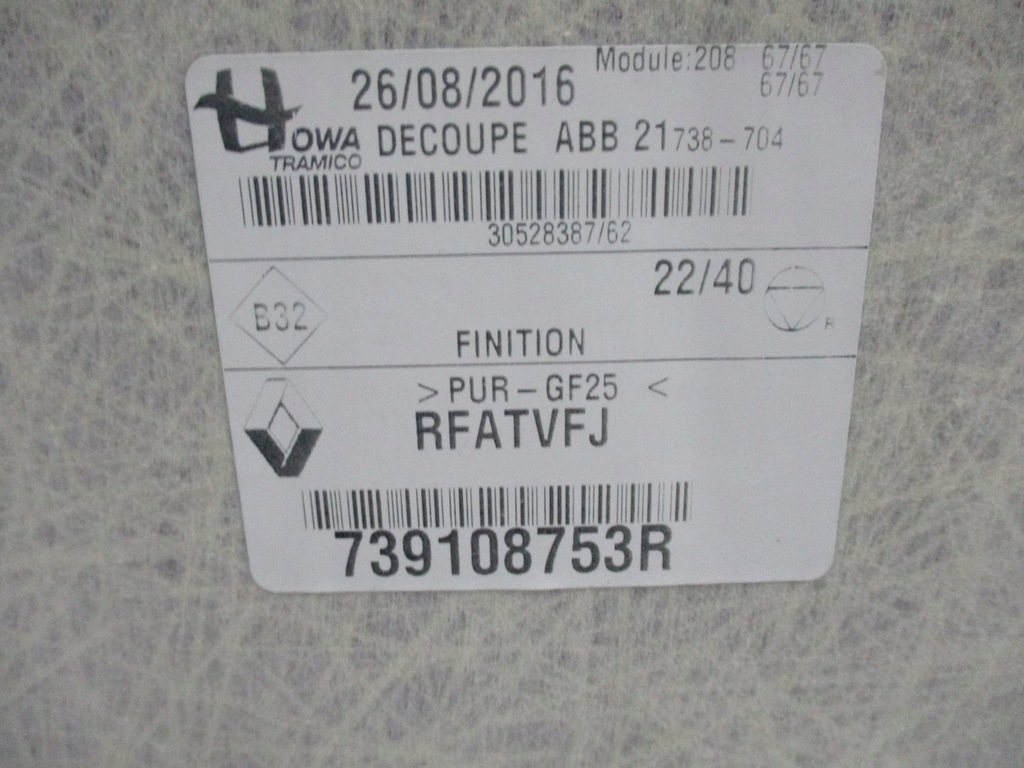 Module:208 67/67
67/67
26/08/2016
HOWA
TRAMICO
DECOUPE ABB 21738-704
30528387/62
22/40
B32
R
FINITION
>PUR-GF25 <
RFATVFJ
739108753R